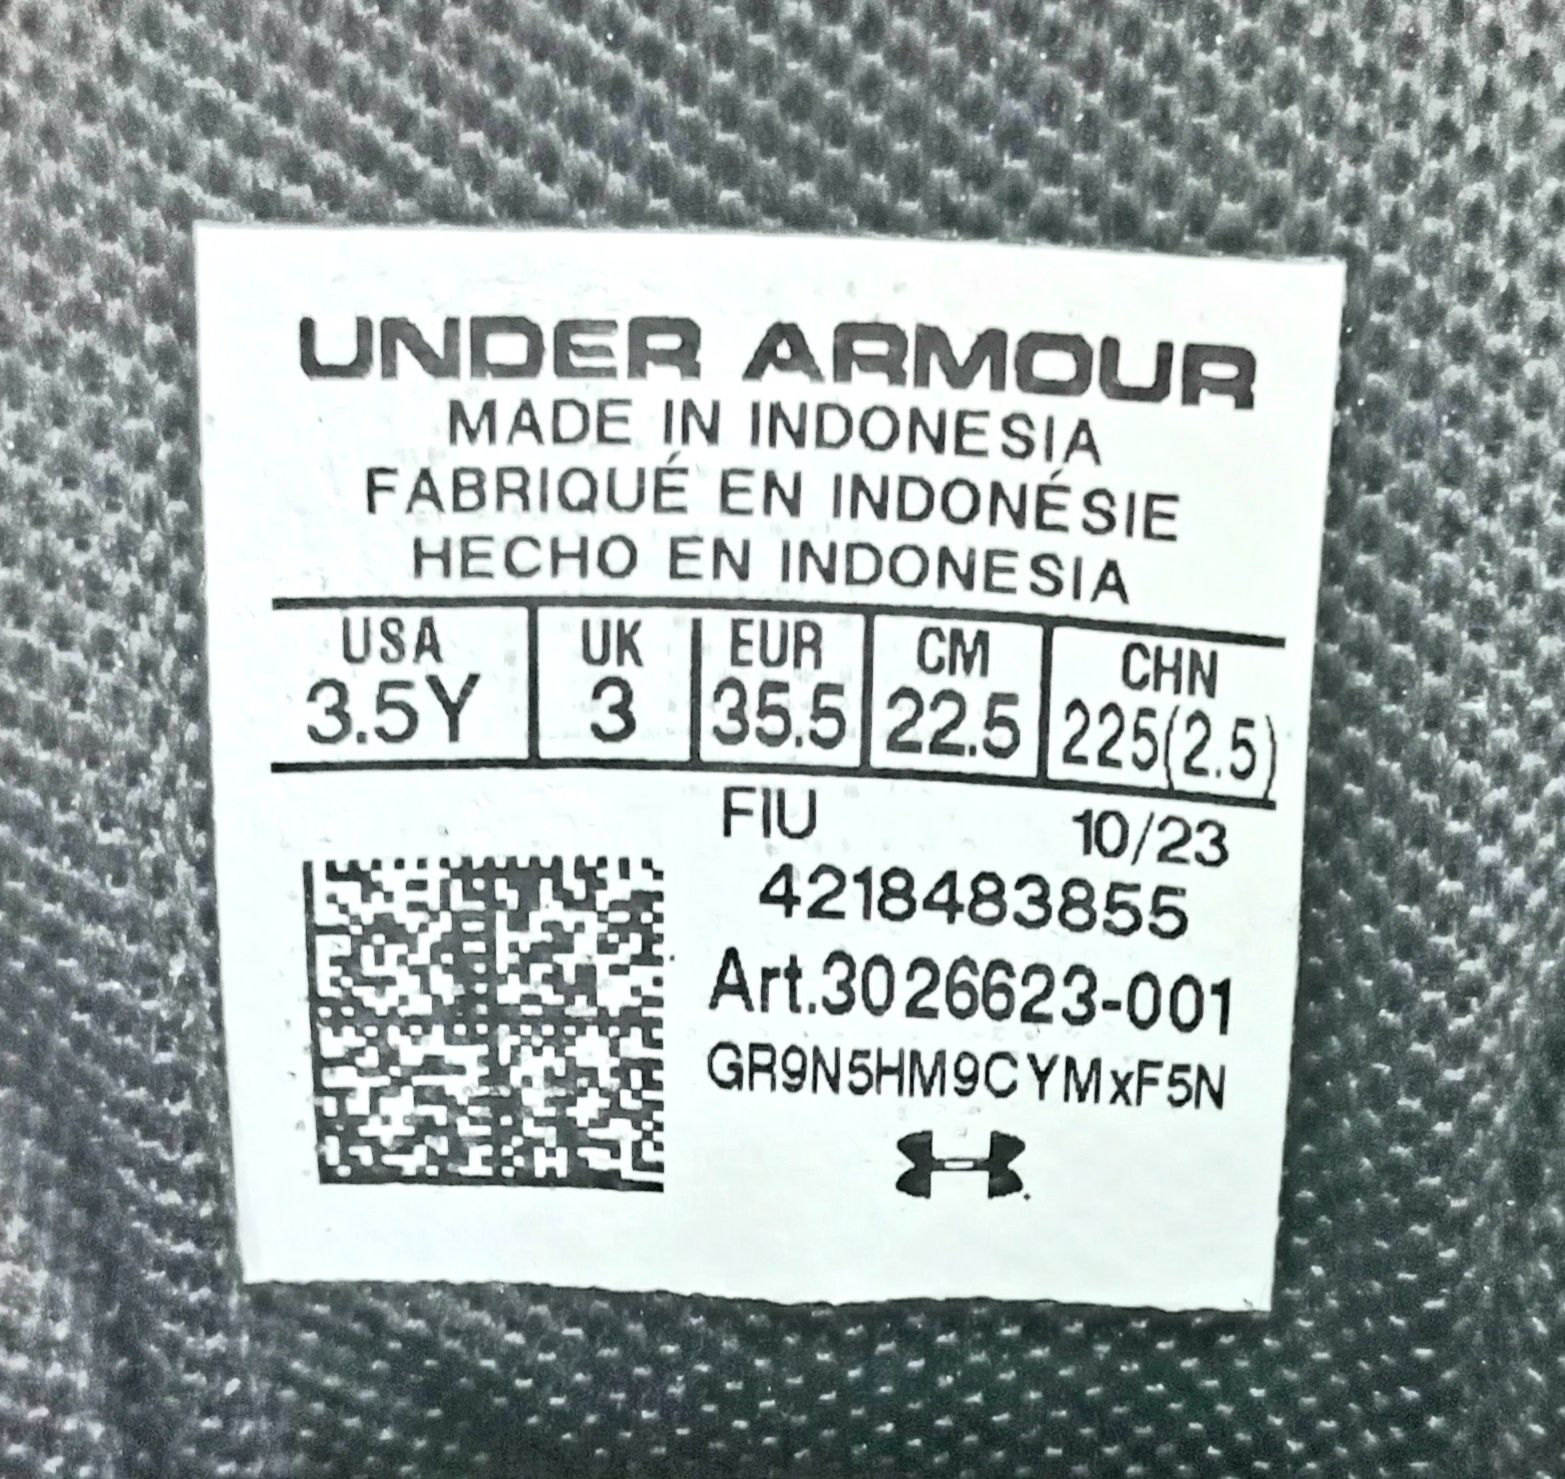 UNDER ARMOUR
MADE IN INDONESIA
FABRIQUÉ EN INDONÉSIE
HECHO EN INDONESIA
USA UK EUR CM CHN
3.5Y 3 35.5 22.5 225(2.5)
FIU 10/23
4218483855
Art.3026623-001
GR9N5HM9CYMxF5N